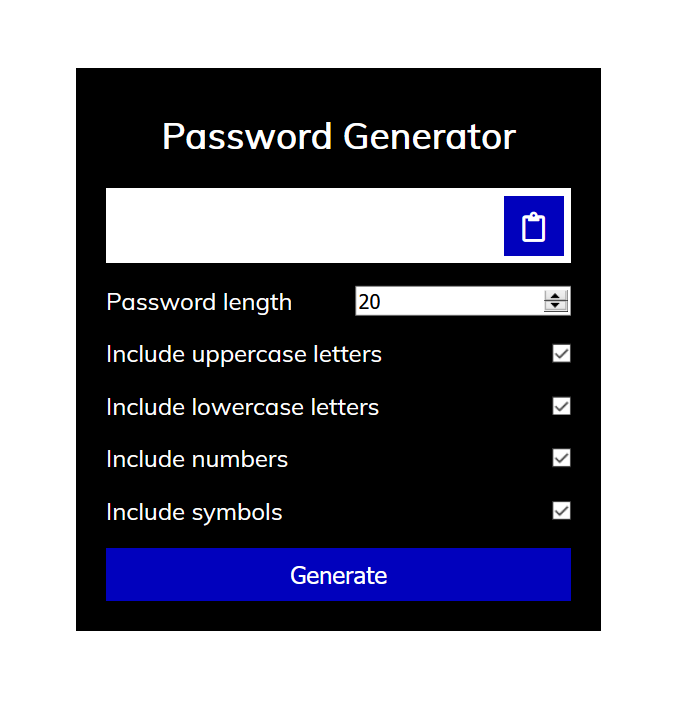 Password Generator
Password length 20
Include uppercase letters
Include lowercase letters
Include numbers
Include symbols
Generate